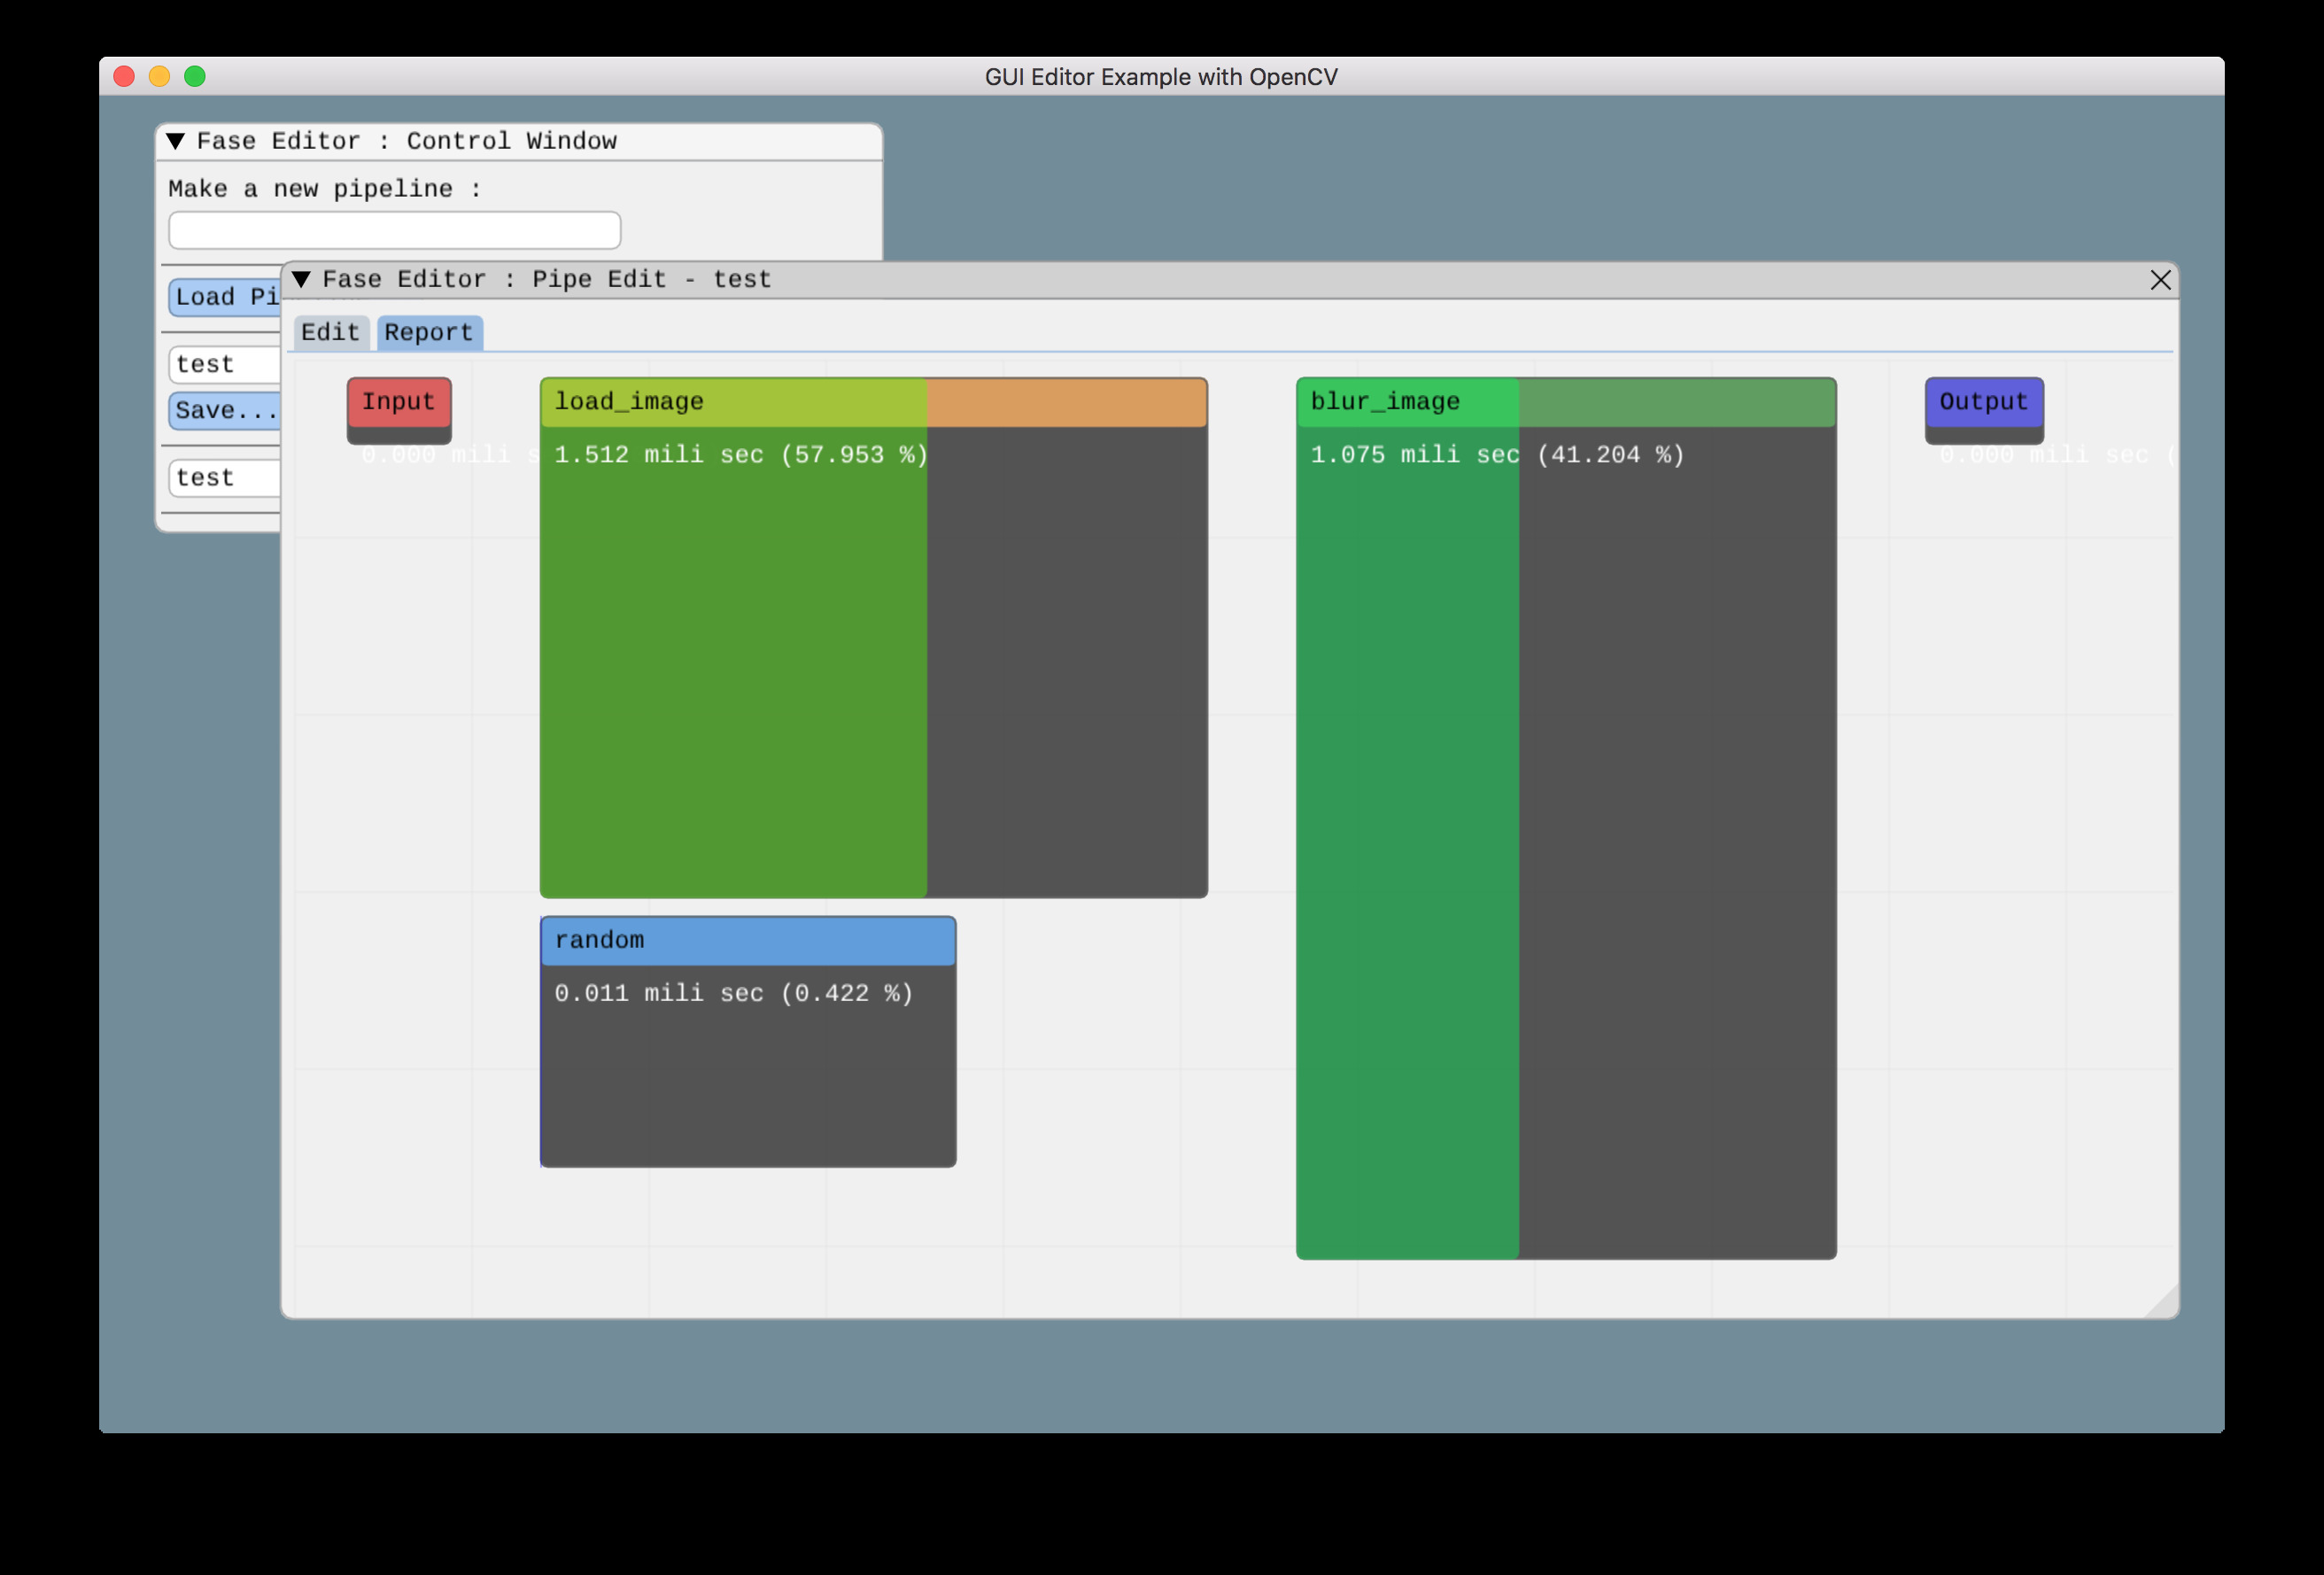 GUI Editor Example with OpenCV
Fase Editor : Control Window
Make a new pipeline :
Load
test
Save...
test
Fase Editor : Pipe Edit - test
Edit
Report
Input
0.000 mili
load_image
1.512 mili sec (57.953 %)
random
0.011 mili sec (0.422 %)
blur_image
1.075 mili sec (41.204 %)
Output
0.000 mili sec (